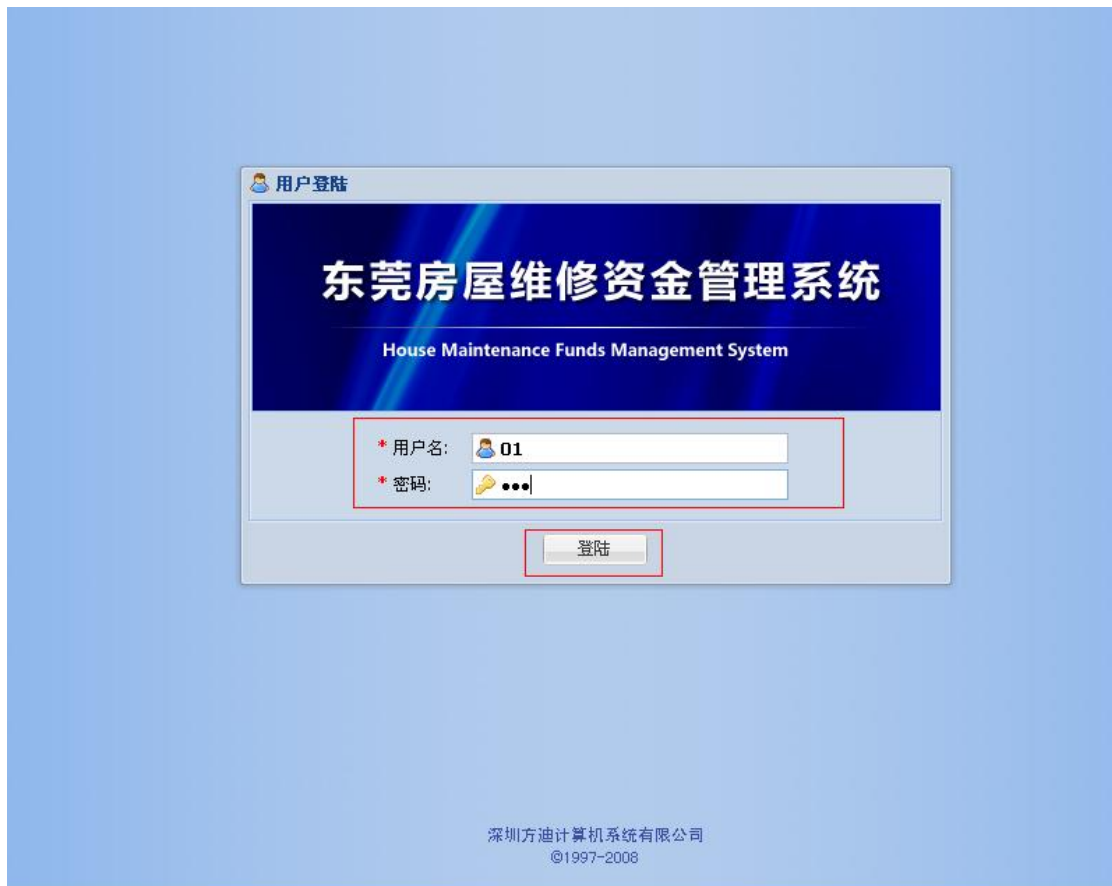 用户登陆
东莞房屋维修资金管理系统
House Maintenance Funds Management System
* 用户名: 01
* 密码: •••
登陆
深圳方迪计算机系统有限公司
©1997-2008